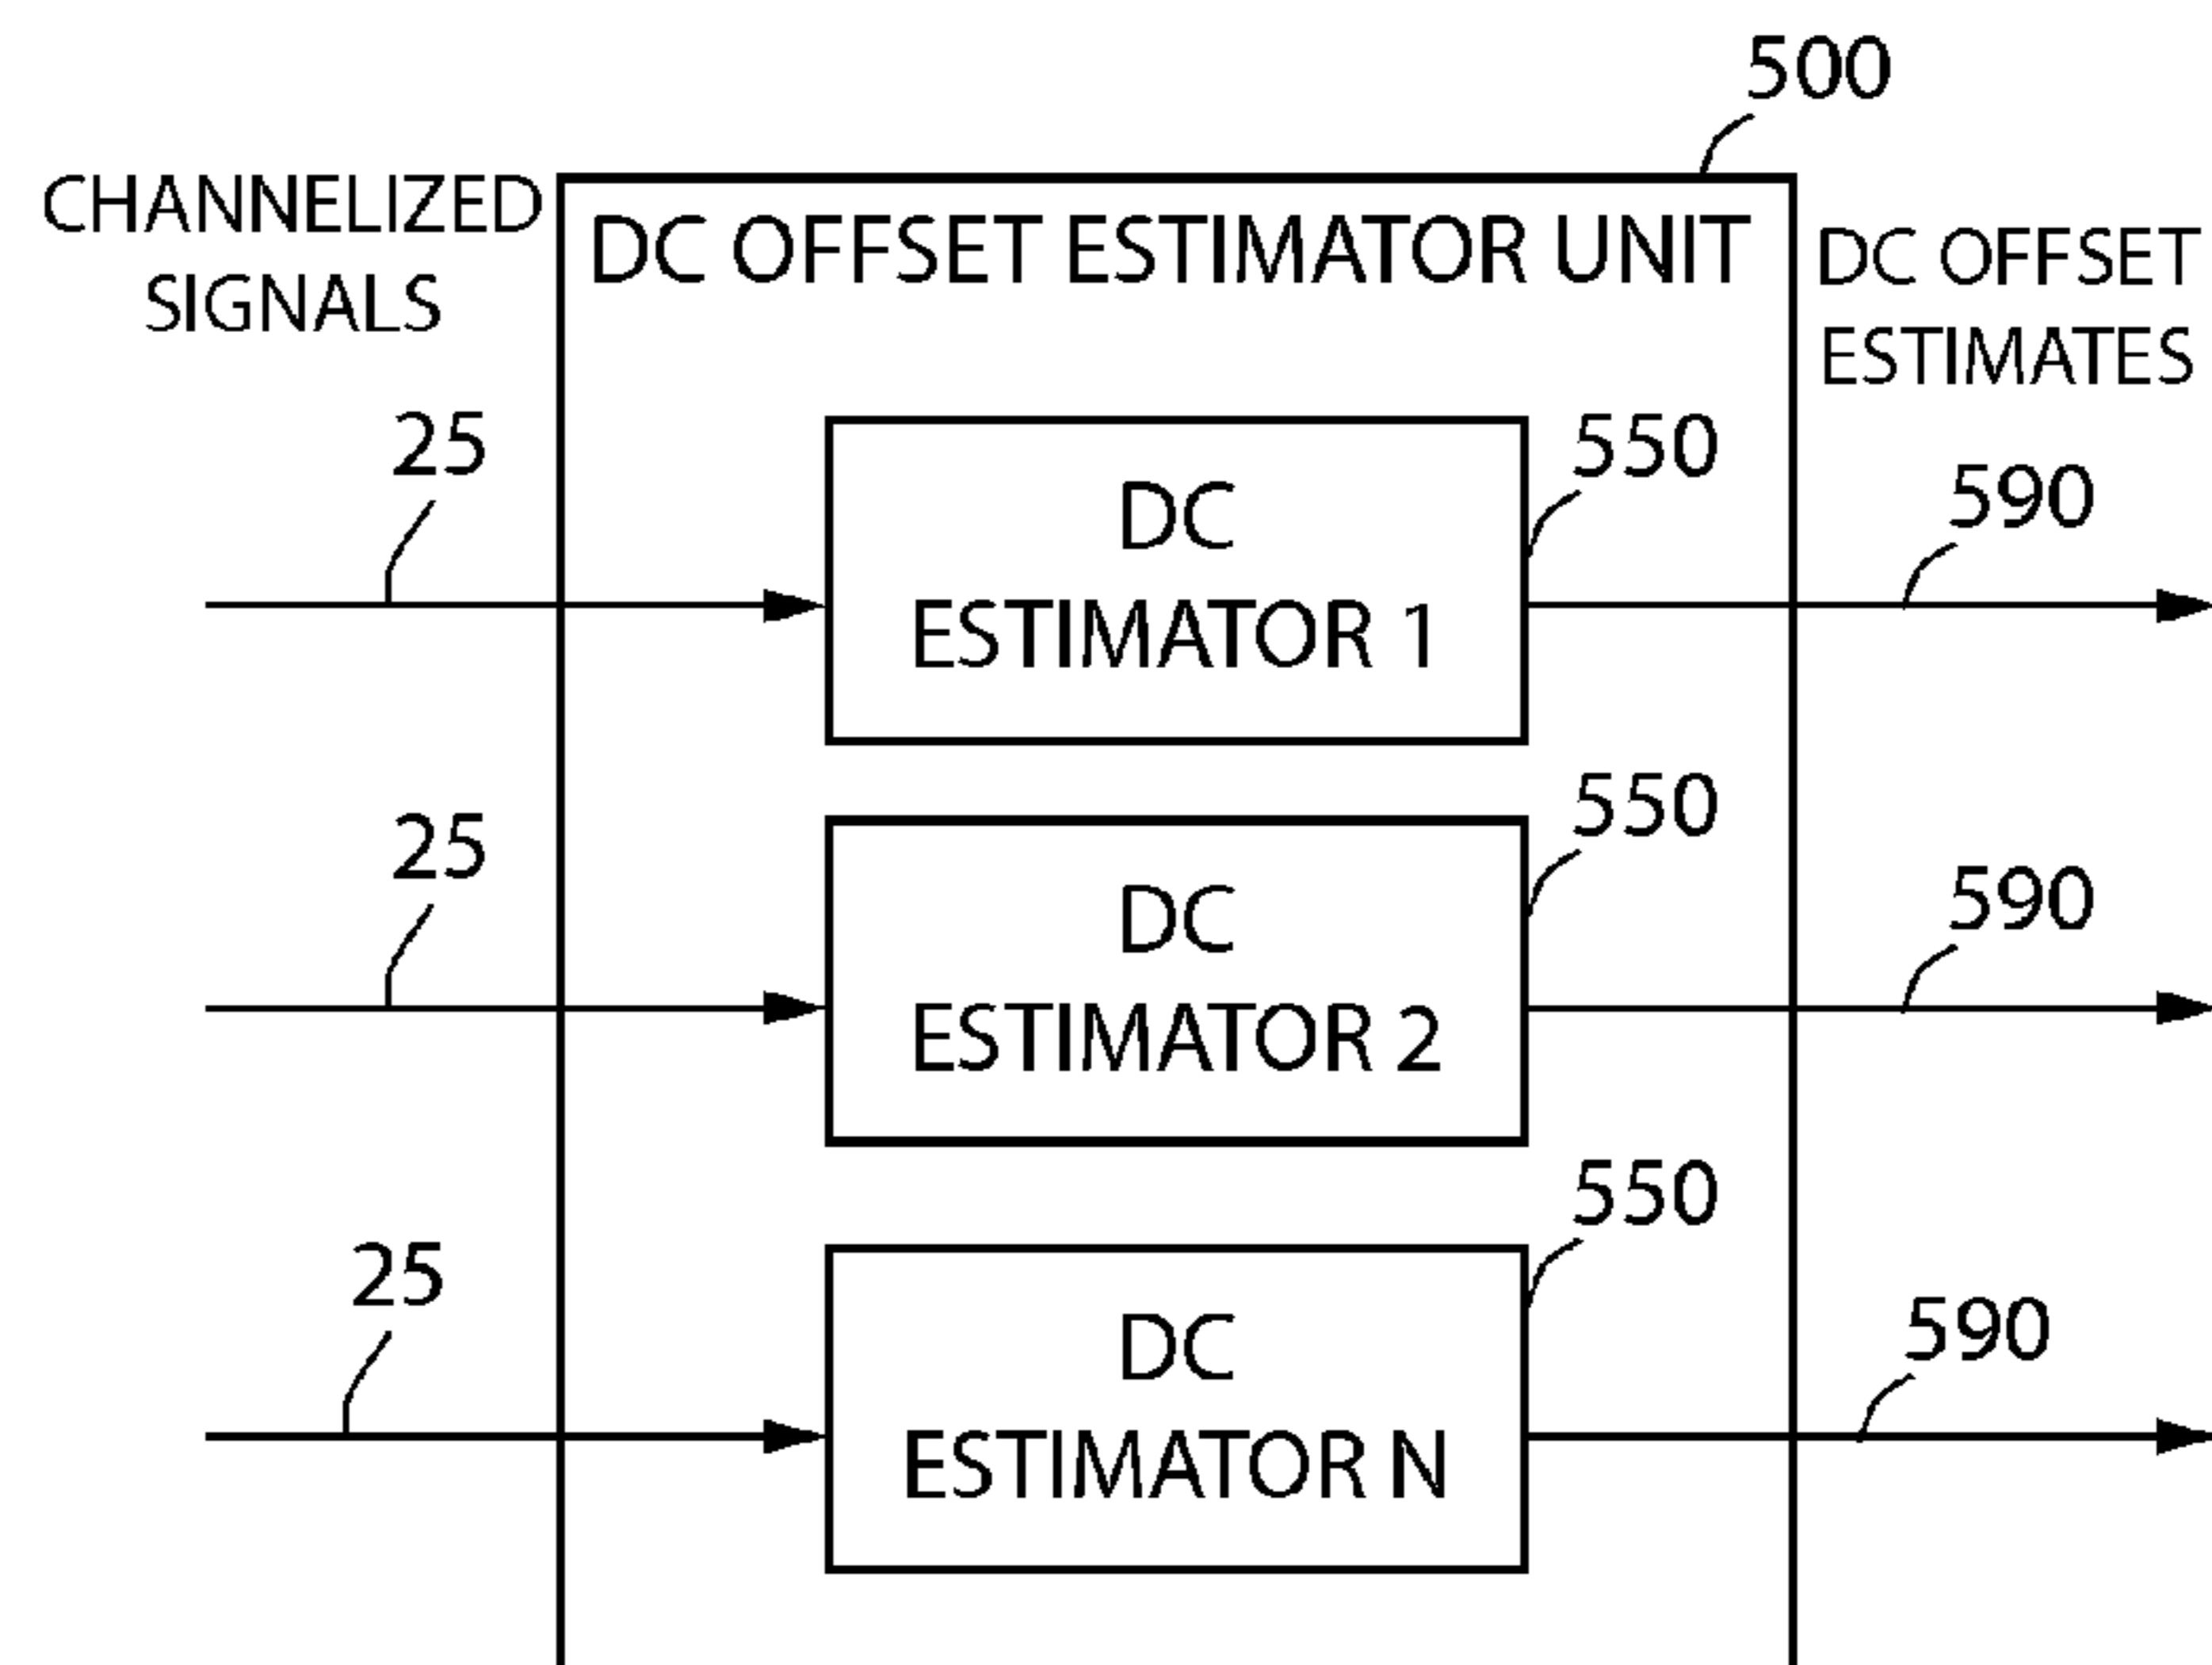 500
CHANNELIZED
SIGNALS
DC OFFSET ESTIMATOR UNIT
DC OFFSET
ESTIMATES
25
DC
ESTIMATOR 1
550
590
25
DC
ESTIMATOR 2
550
590
25
DC
ESTIMATOR N
550
590